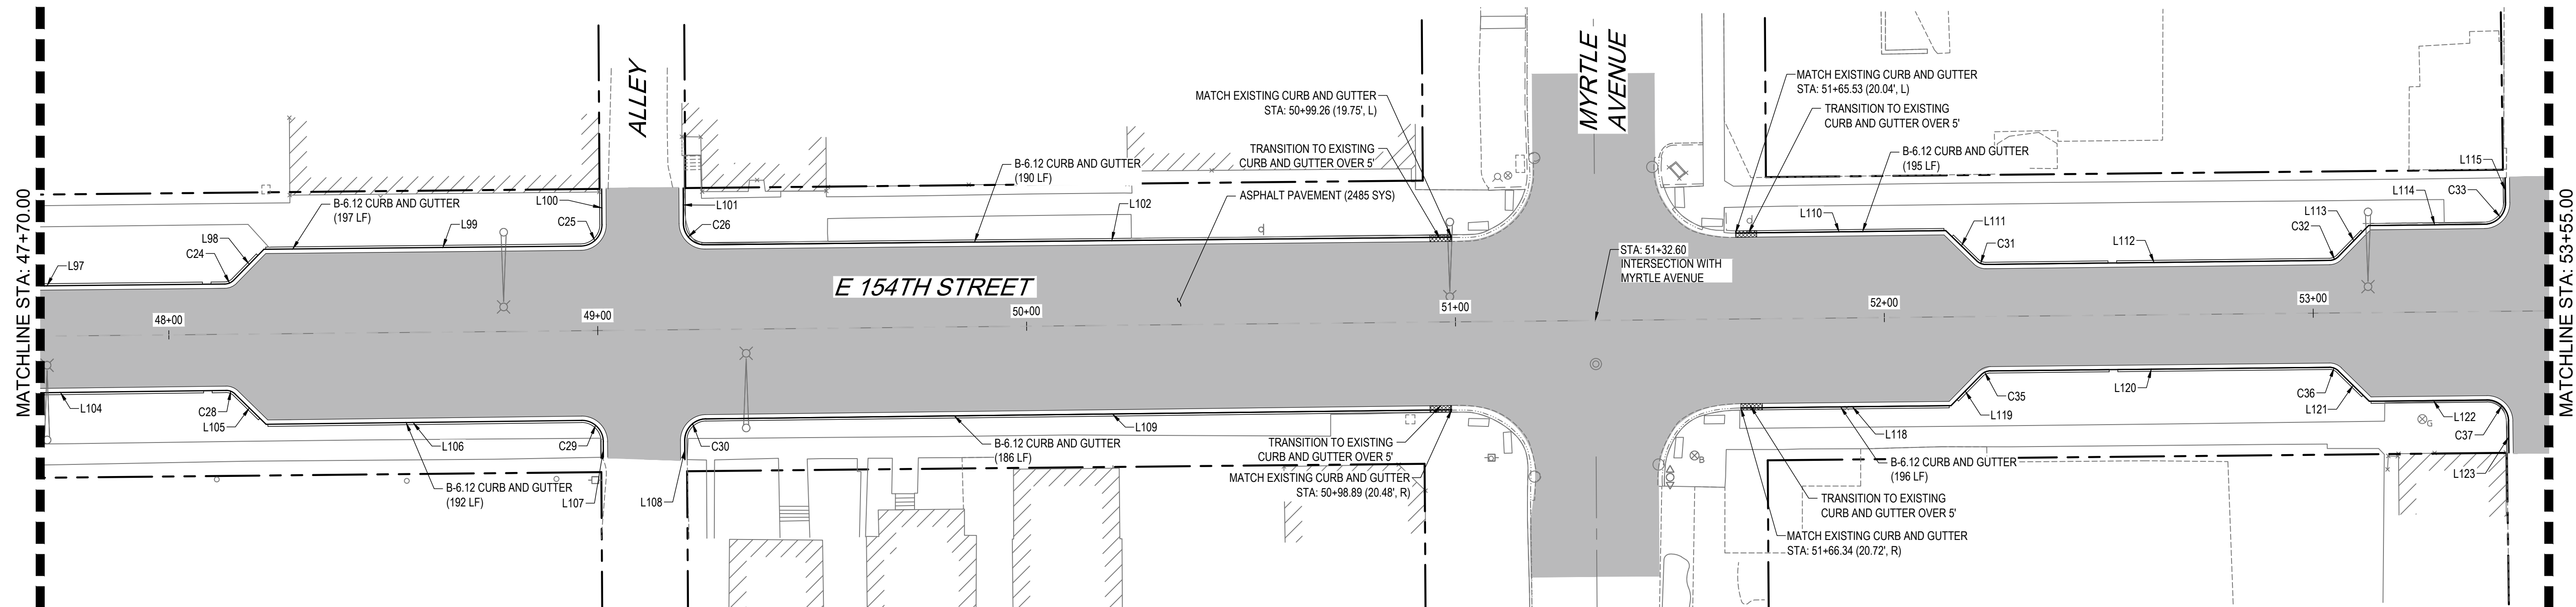 MATCHLINE STA: 47+70.00
ALLEY
MYRTLE
AVENUE
MATCH EXISTING CURB AND GUTTER
STA: 50+99.26 (19.75', L)
TRANSITION TO EXISTING
CURB AND GUTTER OVER 5'
MATCH EXISTING CURB AND GUTTER
STA: 51+65.53 (20.04', L)
TRANSITION TO EXISTING
CURB AND GUTTER OVER 5'
B-6.12 CURB AND GUTTER
(190 LF)
B-6.12 CURB AND GUTTER
(195 LF)
L115
L114
C33
ASPHALT PAVEMENT (2485 SYS)
B-6.12 CURB AND GUTTER
(197 LF)
L100
L101
L102
C25
C26
L99
L98
C24
L97
L110
L111
C31
L112
L113
C32
E 154TH STREET
STA: 51+32.60
INTERSECTION WITH
MYRTLE AVENUE
48+00
49+00
50+00
51+00
52+00
53+00
L104
C28
L105
L106
C29
B-6.12 CURB AND GUTTER
(192 LF)
L107
L108
C30
B-6.12 CURB AND GUTTER
(186 LF)
L109
TRANSITION TO EXISTING
CURB AND GUTTER OVER 5'
MATCH EXISTING CURB AND GUTTER
STA: 50+98.89 (20.48', R)
L118
L119
C35
L120
C36
L121
L122
C37
L123
G
B
B-6.12 CURB AND GUTTER
(196 LF)
TRANSITION TO EXISTING
CURB AND GUTTER OVER 5'
MATCH EXISTING CURB AND GUTTER
STA: 51+66.34 (20.72', R)
MATCHLINE STA: 53+55.00